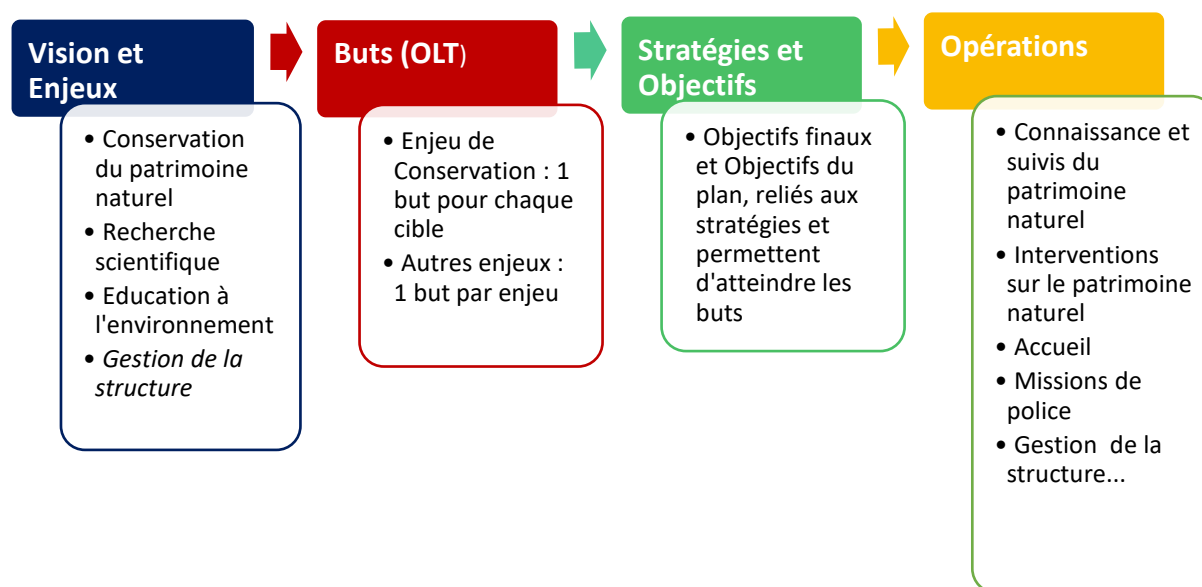 Vision et
Enjeux
• Conservation
du patrimoine
naturel
• Recherche
scientifique
• Education à
l'environnement
• Gestion de la
structure
Buts (OLT)
• Enjeu de
Conservation : 1
but pour chaque
cible
• Autres enjeux :
1 but par enjeu
Stratégies et
Objectifs
• Objectifs finaux
et Objectifs du
plan, reliés aux
stratégies et
permettent
d'atteindre les
buts
Opérations
• Connaissance et
suivis du
patrimoine
naturel
• Interventions
sur le patrimoine
naturel
• Accueil
• Missions de
police
• Gestion de la
structure...